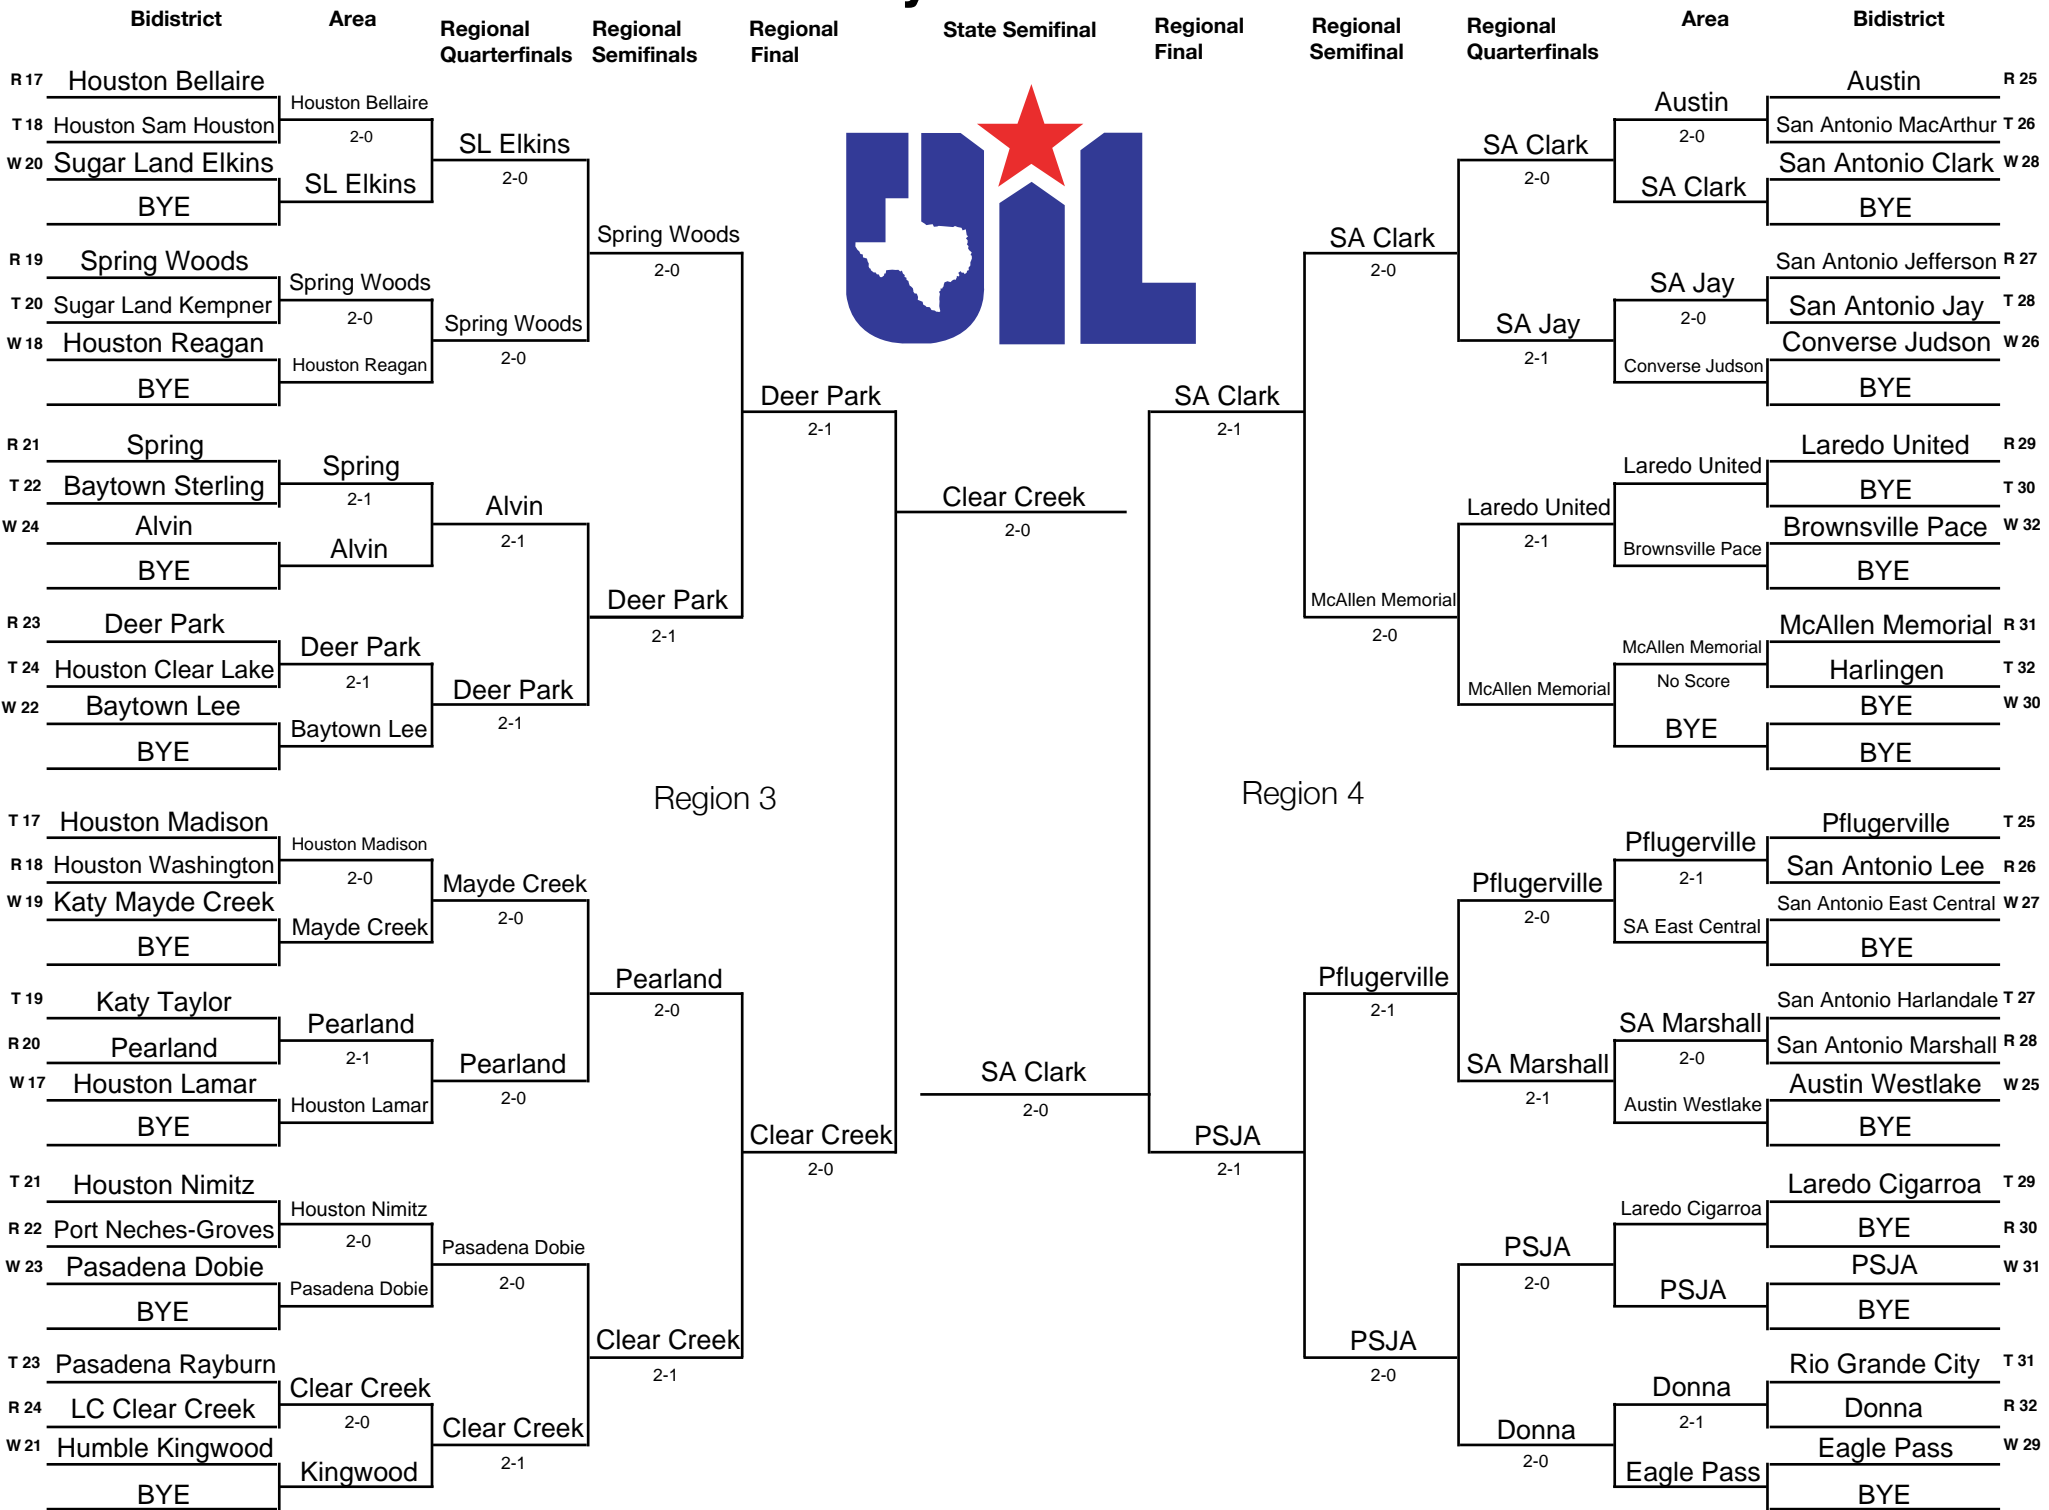 Bidistrict
Area
Regional
Quarterfinals
Regional
Semifinals
Regional
Final
State Semifinal
Regional
Final
Regional
Semifinal
Regional
Quarterfinals
Area
Bidistrict
R 17 Houston Bellaire
T 18 Houston Sam Houston
W 20 Sugar Land Elkins
BYE
R 19 Spring Woods
T 20 Sugar Land Kempner
W 18 Houston Reagan
BYE
R 21 Spring
T 22 Baytown Sterling
W 24 Alvin
BYE
R 23 Deer Park
T 24 Houston Clear Lake
W 22 Baytown Lee
BYE
T 17 Houston Madison
R 18 Houston Washington
W 19 Katy Mayde Creek
BYE
T 19 Katy Taylor
R 20 Pearland
W 17 Houston Lamar
BYE
T 21 Houston Nimitz
R 22 Port Neches-Groves
W 23 Pasadena Dobie
BYE
T 23 Pasadena Rayburn
R 24 LC Clear Creek
W 21 Humble Kingwood
BYE
Houston Bellaire
2-0
SL Elkins
Spring Woods
2-0
Houston Reagan
Spring
2-1
Alvin
Deer Park
2-1
Baytown Lee
Houston Madison
2-0
Mayde Creek
Pearland
2-1
Houston Lamar
Houston Nimitz
2-0
Pasadena Dobie
Clear Creek
2-0
Kingwood
SL Elkins
2-0
Spring Woods
2-0
Alvin
2-1
Deer Park
2-1
Mayde Creek
2-0
Pearland
2-0
Pasadena Dobie
2-0
Clear Creek
2-1
Spring Woods
2-0
Deer Park
2-1
Region 3
Pearland
2-0
Clear Creek
2-1
Deer Park
2-1
Clear Creek
2-0
UIL
Clear Creek
2-0
SA Clark
2-0
SA Clark
2-1
PSJA
2-1
SA Clark
2-0
McAllen Memorial
2-0
Region 4
Pflugerville
2-1
PSJA
2-0
SA Clark
2-0
SA Jay
2-1
Laredo United
2-1
McAllen Memorial
Pflugerville
2-0
SA Marshall
2-1
PSJA
2-0
Donna
2-0
Austin
2-0
SA Clark
SA Jay
2-0
Converse Judson
Laredo United
Brownsville Pace
McAllen Memorial
No Score
BYE
Pflugerville
2-1
SA East Central
SA Marshall
2-0
Austin Westlake
Laredo Cigarroa
PSJA
Donna
2-1
Eagle Pass
Austin R 25
San Antonio MacArthur T 26
San Antonio Clark W 28
BYE
San Antonio Jefferson R 27
San Antonio Jay T 28
Converse Judson W 26
BYE
Laredo United R 29
BYE T 30
Brownsville Pace W 32
BYE
McAllen Memorial R 31
Harlingen T 32
BYE W 30
BYE
Pflugerville T 25
San Antonio Lee R 26
San Antonio East Central W 27
BYE
San Antonio Harlandale T 27
San Antonio Marshall R 28
Austin Westlake W 25
BYE
Laredo Cigarroa T 29
BYE R 30
PSJA W 31
BYE
Rio Grande City T 31
Donna R 32
Eagle Pass W 29
BYE